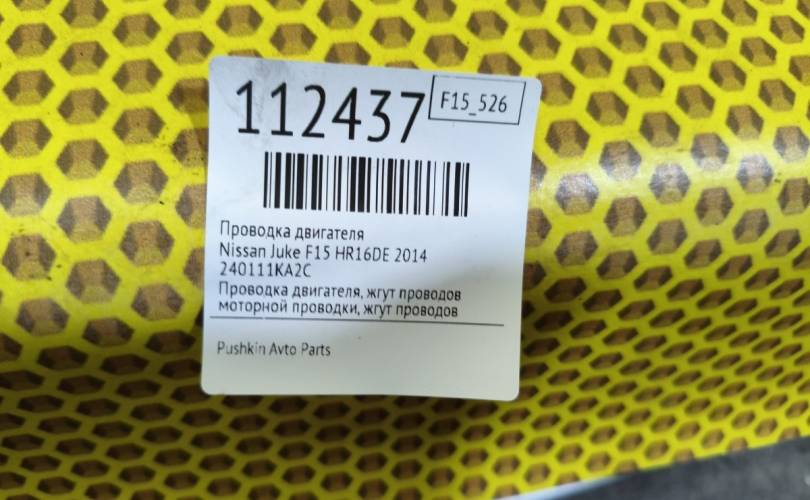 112437
F15_526
Проводка двигателя
Nissan Juke F15 HR16DE 2014
240111KA2C
Проводка двигателя, жгут проводов
моторной проводки, жгут проводов
Pushkin Avto Parts